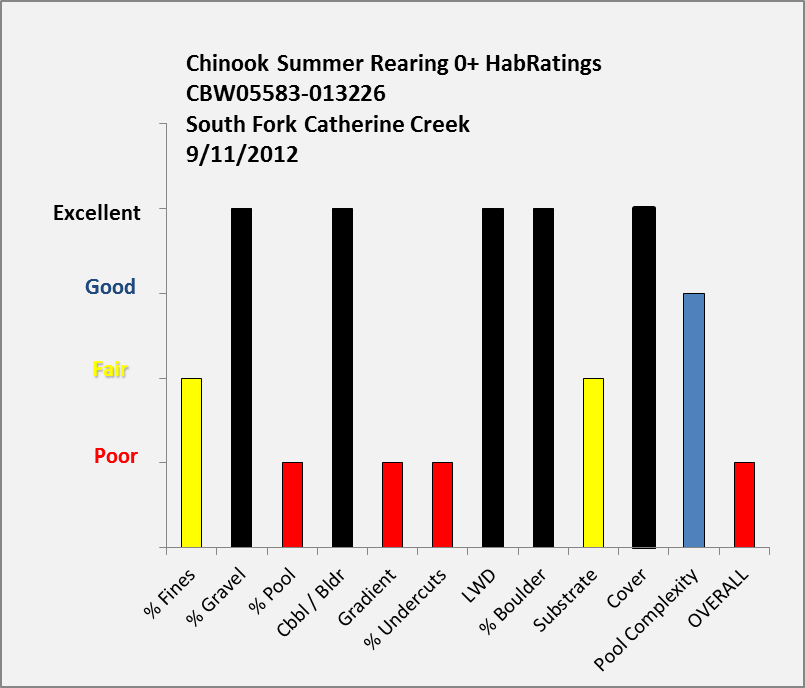 Chinook Summer Rearing 0+ HabRatings
CBW05583-013226
South Fork Catherine Creek
9/11/2012
Excellent
Good
Fair
Poor
% Fines
% Gravel
% Pool
Cbbl / Bldr
Gradient
% Undercuts
LWD
% Boulder
Substrate
Cover
Pool Complexity
OVERALL